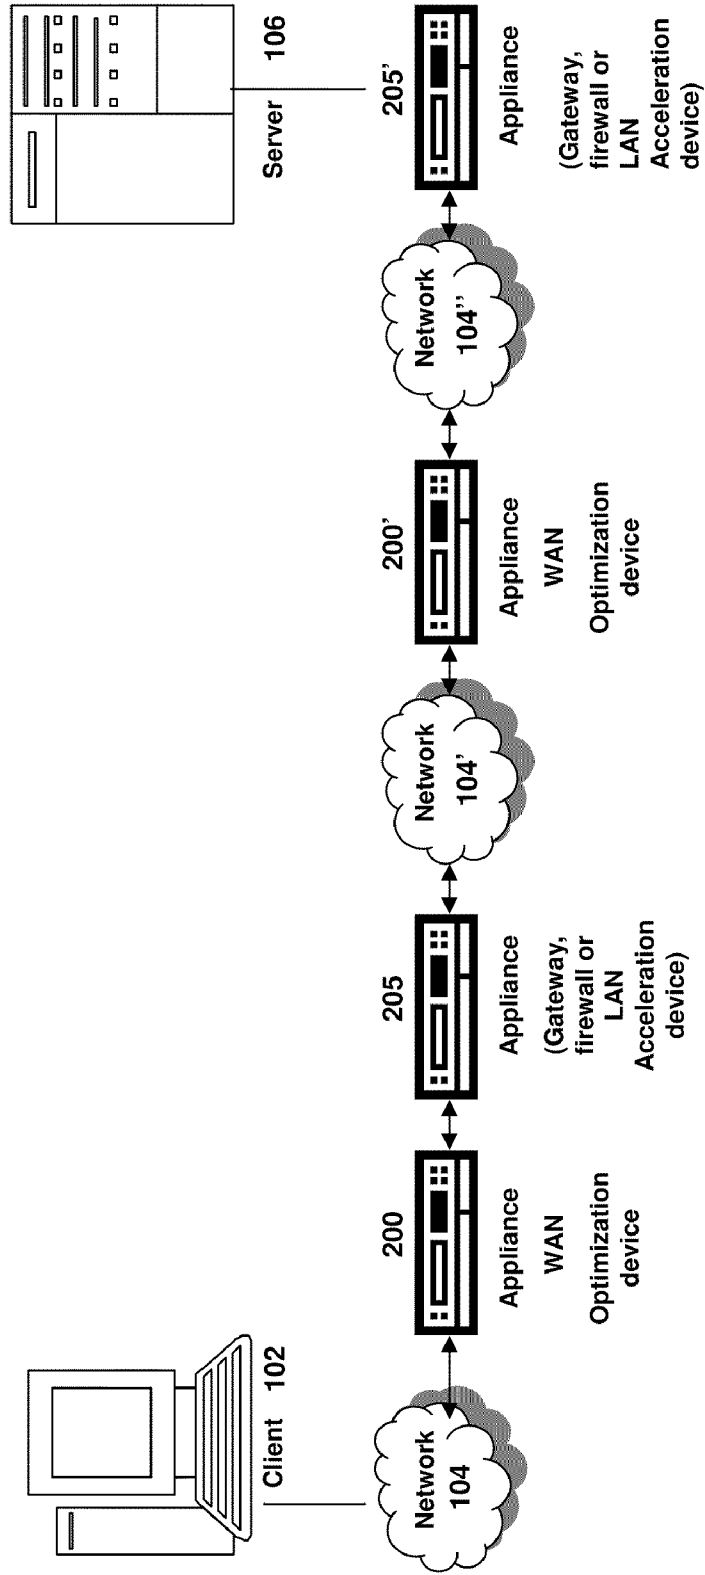 Client 102
Network
104
200
Appliance
WAN
Optimization
device
205
Appliance
(Gateway,
firewall or
LAN
Acceleration
device)
Network
104'
200'
Appliance
WAN
Optimization
device
Network
104''
Server 106
205'
Appliance
(Gateway,
firewall or
LAN
Acceleration
device)